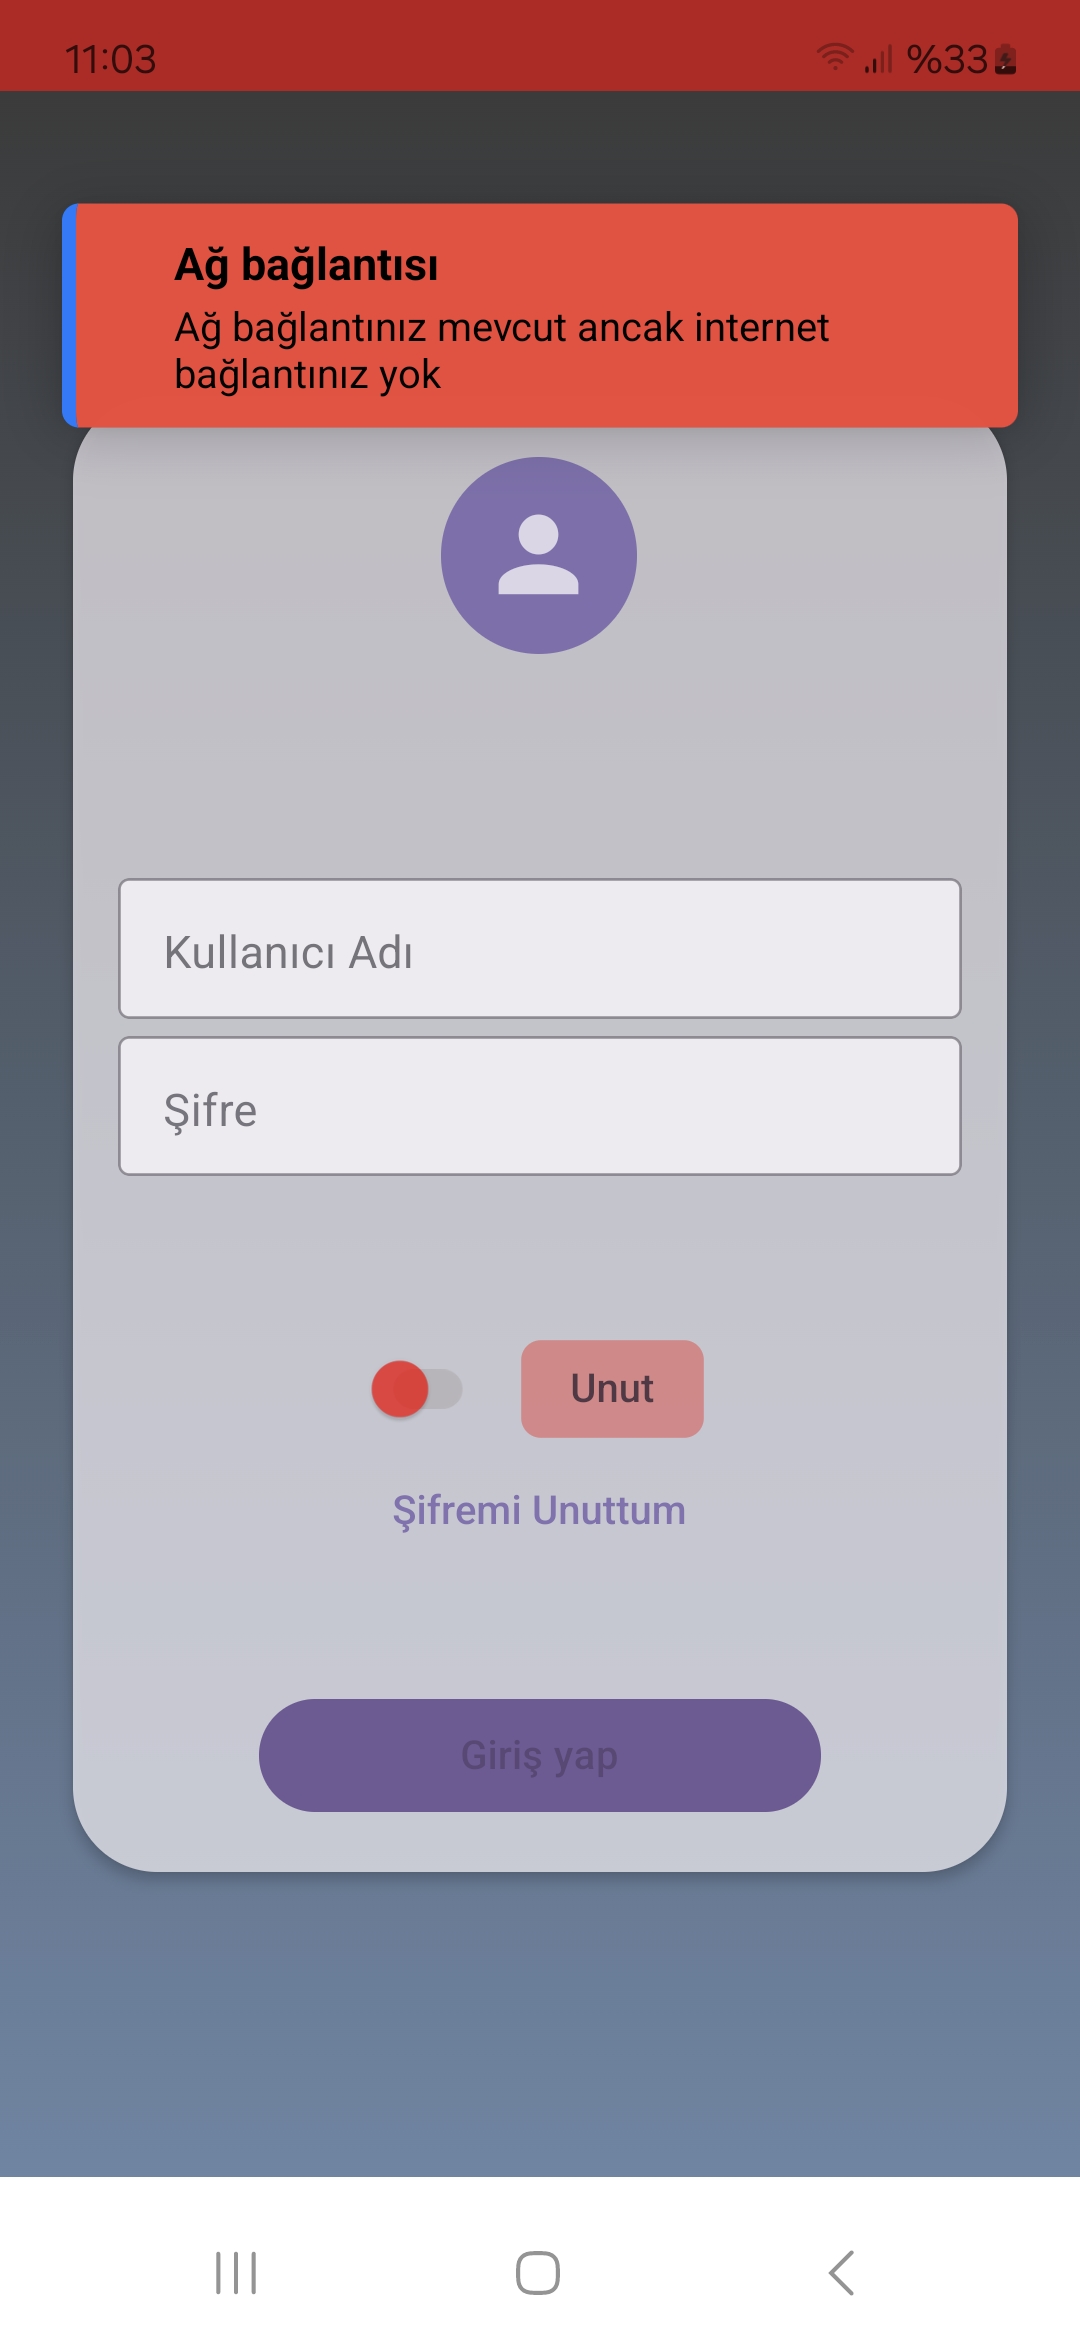 11:03 %33
Ağ bağlantısı
Ağ bağlantınız mevcut ancak internet
bağlantınız yok
Kullanıcı Adı
Şifre
Unut
Şifremi Unuttum
Giriş yap